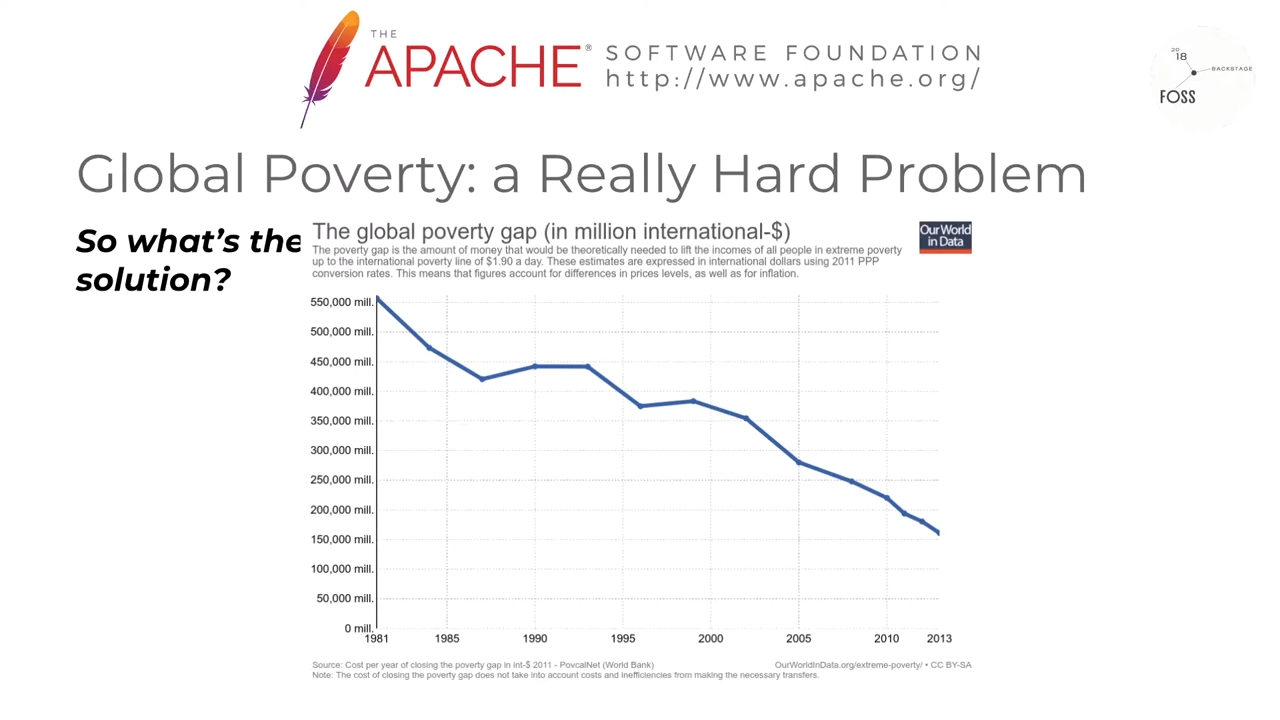 THE
APACHE®
SOFTWARE FOUNDATION
http://www.apache.org/
20
18
BACKSTAGE
FOSS
Global Poverty: a Really Hard Problem
So what's the
solution?
The global poverty gap (in million international-$)
Our World
in Data
The poverty gap is the amount of money that would be theoretically needed to lift the incomes of all people in extreme poverty
up to the international poverty line of $1.90 a day. These estimates are expressed in international dollars using 2011 PPP
conversion rates. This means that figures account for differences in prices levels, as well as for inflation.
550,000 mill.
500,000 mill.
450,000 mill.
400,000 mill.
350,000 mill.
300,000 mill.
250,000 mill.
200,000 mill.
150,000 mill.
100,000 mill.
50,000 mill.
0 mill.
1981 1985 1990 1995 2000 2005 2010 2013
Source: Cost per year of closing the poverty gap in int-$ 2011 - PovcalNet (World Bank)
OurWorldInData.org/extreme-poverty/ • CC BY-SA
Note: The cost of closing the poverty gap does not take into account costs and inefficiencies from making the necessary transfers.